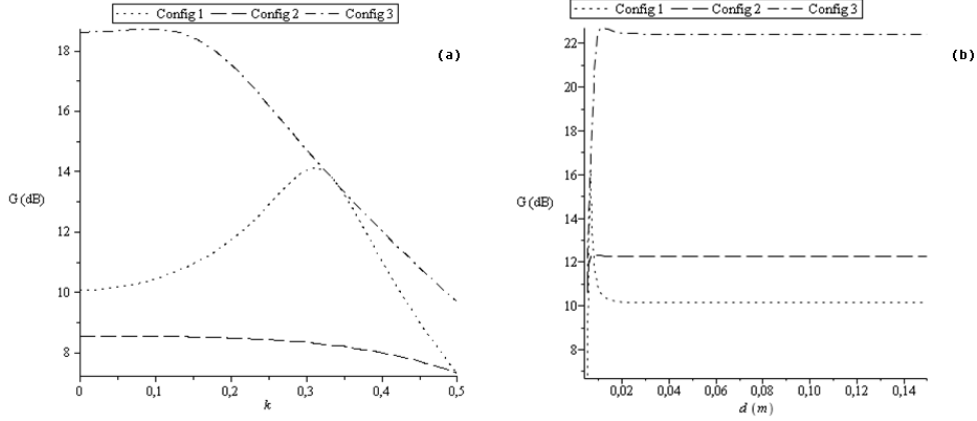 Config 1 Config 2 Config 3
(a)
18
16
14
G (dB)
12
10
8
0 0,1 0,2 0,3 0,4 0,5
k
Config 1 Config 2 Config 3
(b)
22
20
18
16
G (dB)
14
12
10
8
0,02 0,04 0,06 0,08 0,10 0,12 0,14
d (m)